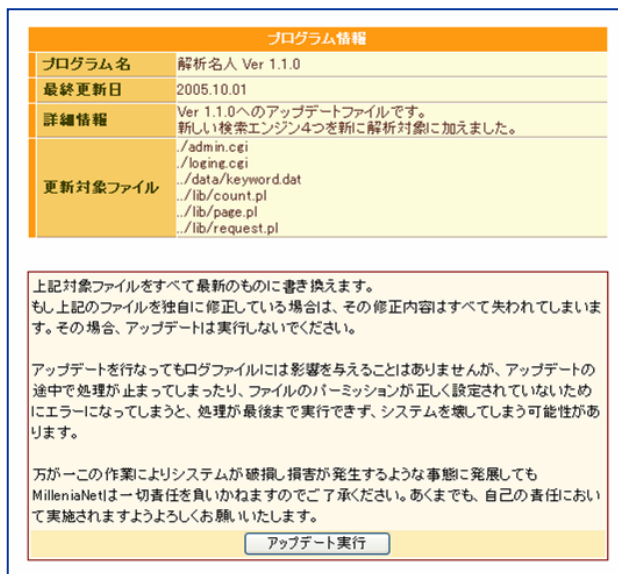 プログラム情報
プログラム名 解析名人 Ver 1.1.0
最終更新日 2005.10.01
詳細情報 Ver 1.1.0へのアップデートファイルです。
新しい検索エンジン4つを新に解析対象に加えました。
更新対象ファイル ./admin.cgi
./loging.cgi
../data/keyword.dat
../lib/count.pl
../lib/page.pl
../lib/request.pl
上記対象ファイルをすべて最新のものに書き換えます。
もし上記のファイルを独自に修正している場合は、その修正内容はすべて失われてしまいま
す。その場合、アップデートは実行しないでください。
アップデートを行なってもログファイルには影響を与えることはありませんが、アップデートの
途中で処理が止まってしまったり、ファイルのパーミッションが正しく設定されていないため
にエラーになってしまうと、処理が最後まで実行できず、システムを壊してしまう可能性があ
ります。
万が一この作業によりシステムが破損し損害が発生するような事態に発展しても
MilleniaNetは一切責任を負いかねますのでご了承ください。あくまでも、自己の責任におい
て実施されますようよろしくお願いいたします。
アップデート実行